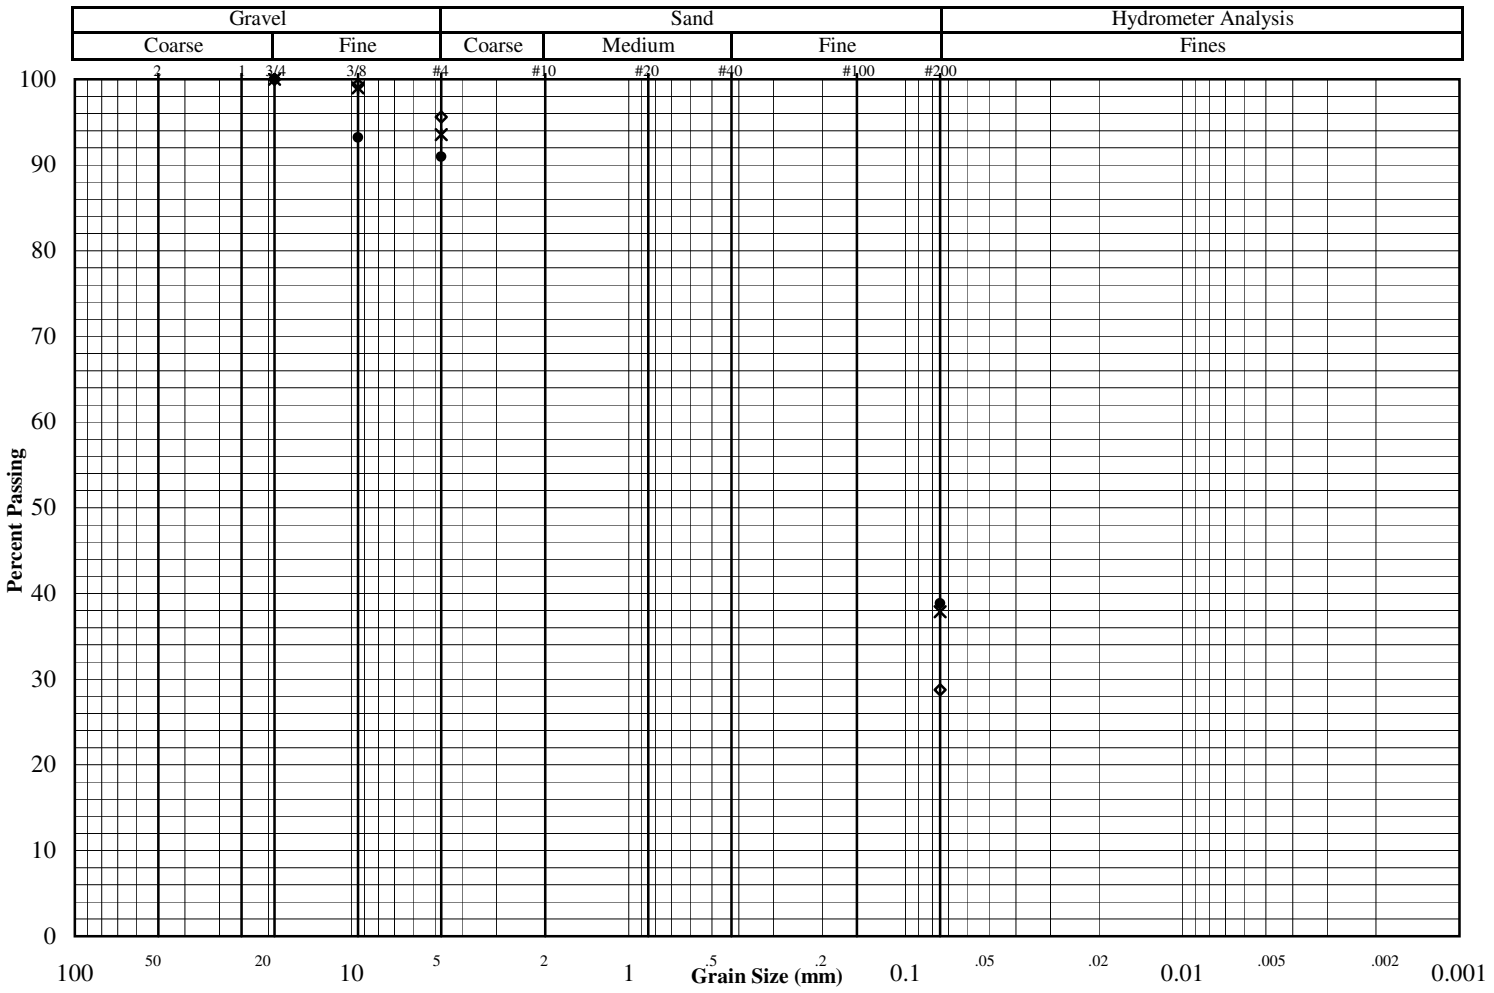 Gravel Sand Hydrometer Analysis
Coarse Fine Coarse Medium Fine Fines
2 1 3/4 3/8 #4 #10 #20 #40 #100 #200
100
90
80
70
60
50
40
30
20
10
0
Percent Passing
50 20 5 2 .5 .2 .05 .02 .005 .002
100 10 1 0.1 0.01 0.001
Grain Size (mm)